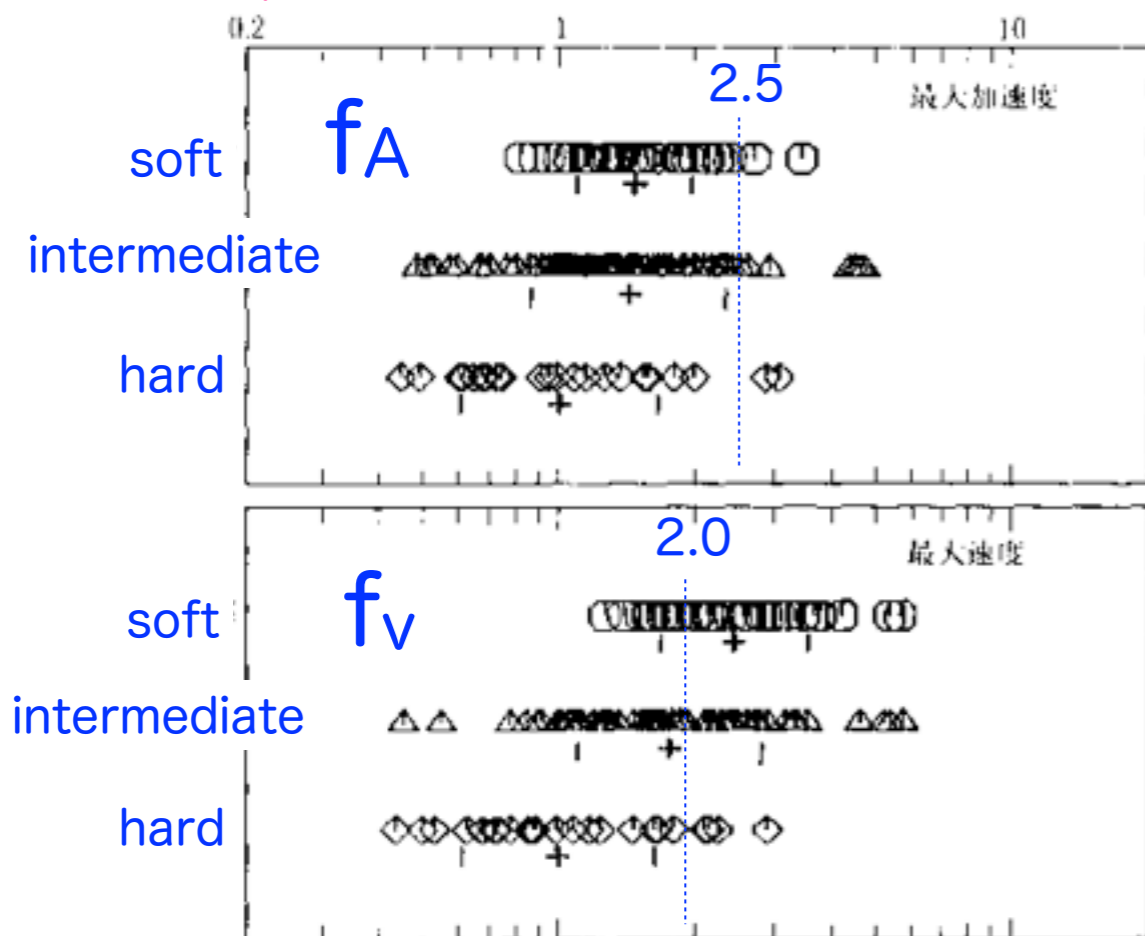 0.2 1 10
2.5
最大加速度
fA
soft
intermediate
hard
2.0
最大速度
fv
soft
intermediate
hard